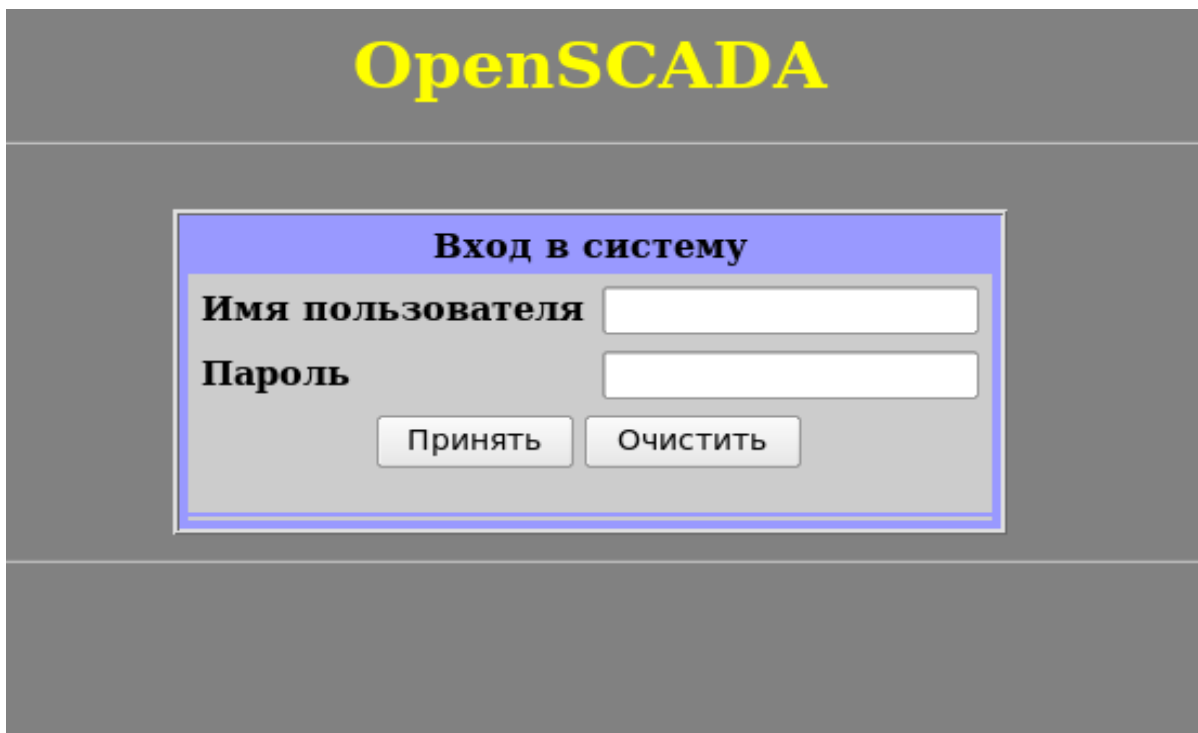 OpenSCADA
Вход в систему
Имя пользователя
Пароль
Принять Очистить